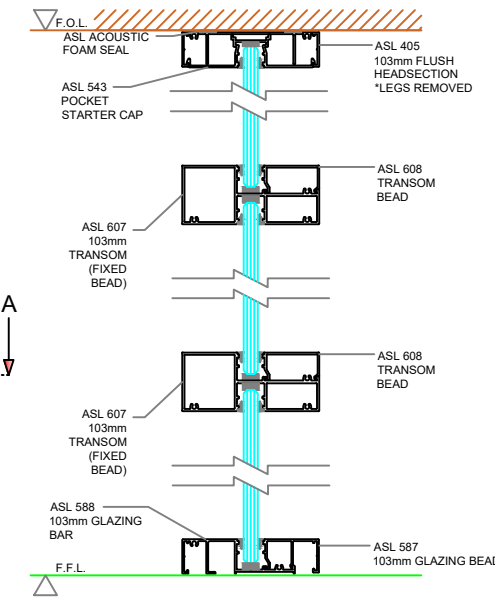 F.O.L.
ASL ACOUSTIC
FOAM SEAL
ASL 405
103mm FLUSH
HEADSECTION
*LEGS REMOVED
ASL 543
POCKET
STARTER CAP
ASL 608
TRANSOM
BEAD
ASL 607
103mm
TRANSOM
(FIXED
BEAD)
A
ASL 608
TRANSOM
BEAD
ASL 607
103mm
TRANSOM
(FIXED
BEAD)
ASL 588
103mm GLAZING
BAR
ASL 587
103mm GLAZING BEAD
F.F.L.